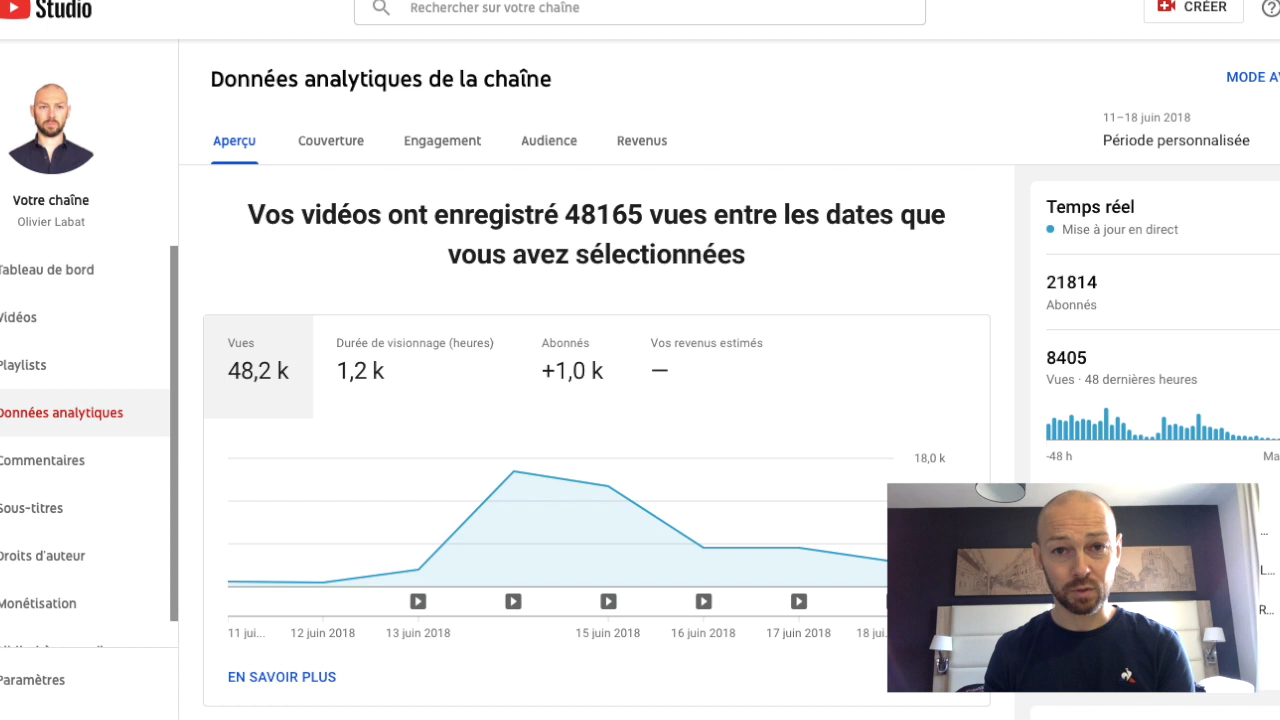 Studio
Rechercher sur votre chaîne
CRÉER
Données analytiques de la chaîne
MODE
11–18 juin 2018
Période personnalisée
Aperçu
Couverture
Engagement
Audience
Revenus
Votre chaîne
Olivier Labat
Tableau de bord
Vidéos
Playlists
Données analytiques
Commentaires
Sous-titres
Droits d'auteur
Monétisation
Paramètres
Vos vidéos ont enregistré 48165 vues entre les dates que
vous avez sélectionnées
Vues
48,2 k
Durée de visionnage (heures)
1,2 k
Abonnés
+1,0 k
Vos revenus estimés
—
18,0 k
11 jui...
12 juin 2018
13 juin 2018
15 juin 2018
16 juin 2018
17 juin 2018
18 jui
EN SAVOIR PLUS
Temps réel
Mise à jour en direct
21814
Abonnés
8405
Vues · 48 dernières heures
-48 h
...
L...
R...